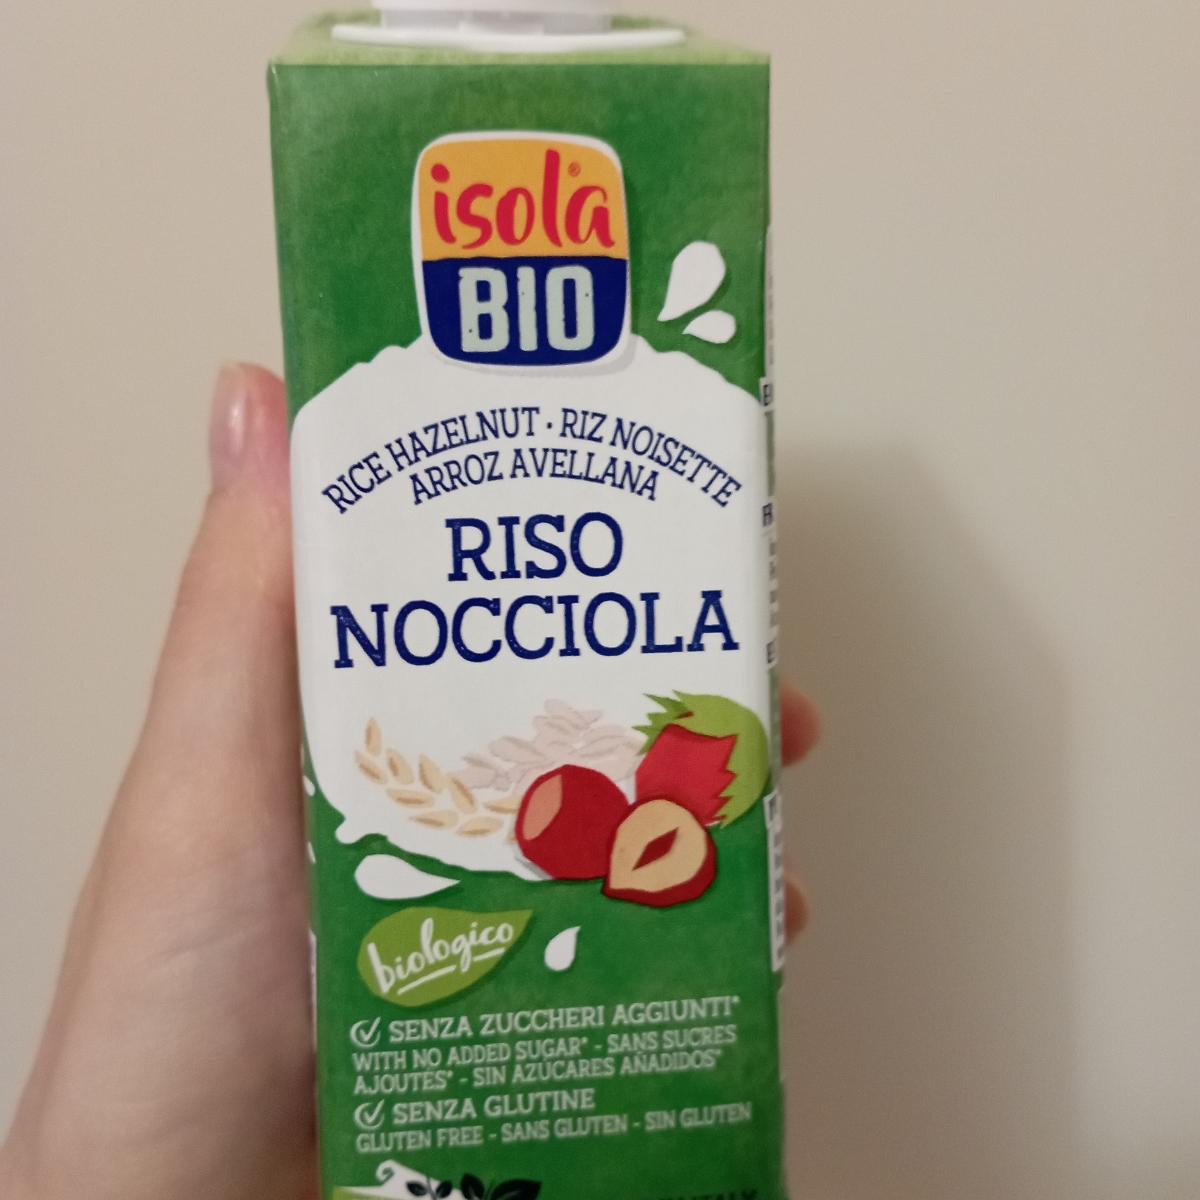 isola®
BIO
RICE HAZELNUT · RIZ NOISETTE
ARROZ AVELLANA
RISO
NOCCIOLA
biologico
SENZA ZUCCHERI AGGIUNTI*
WITH NO ADDED SUGAR* - SANS SUCRES
AJOUTÉS* - SIN AZÚCARES AÑADIDOS*
SENZA GLUTINE
GLUTEN FREE - SANS GLUTEN - SIN GLUTEN